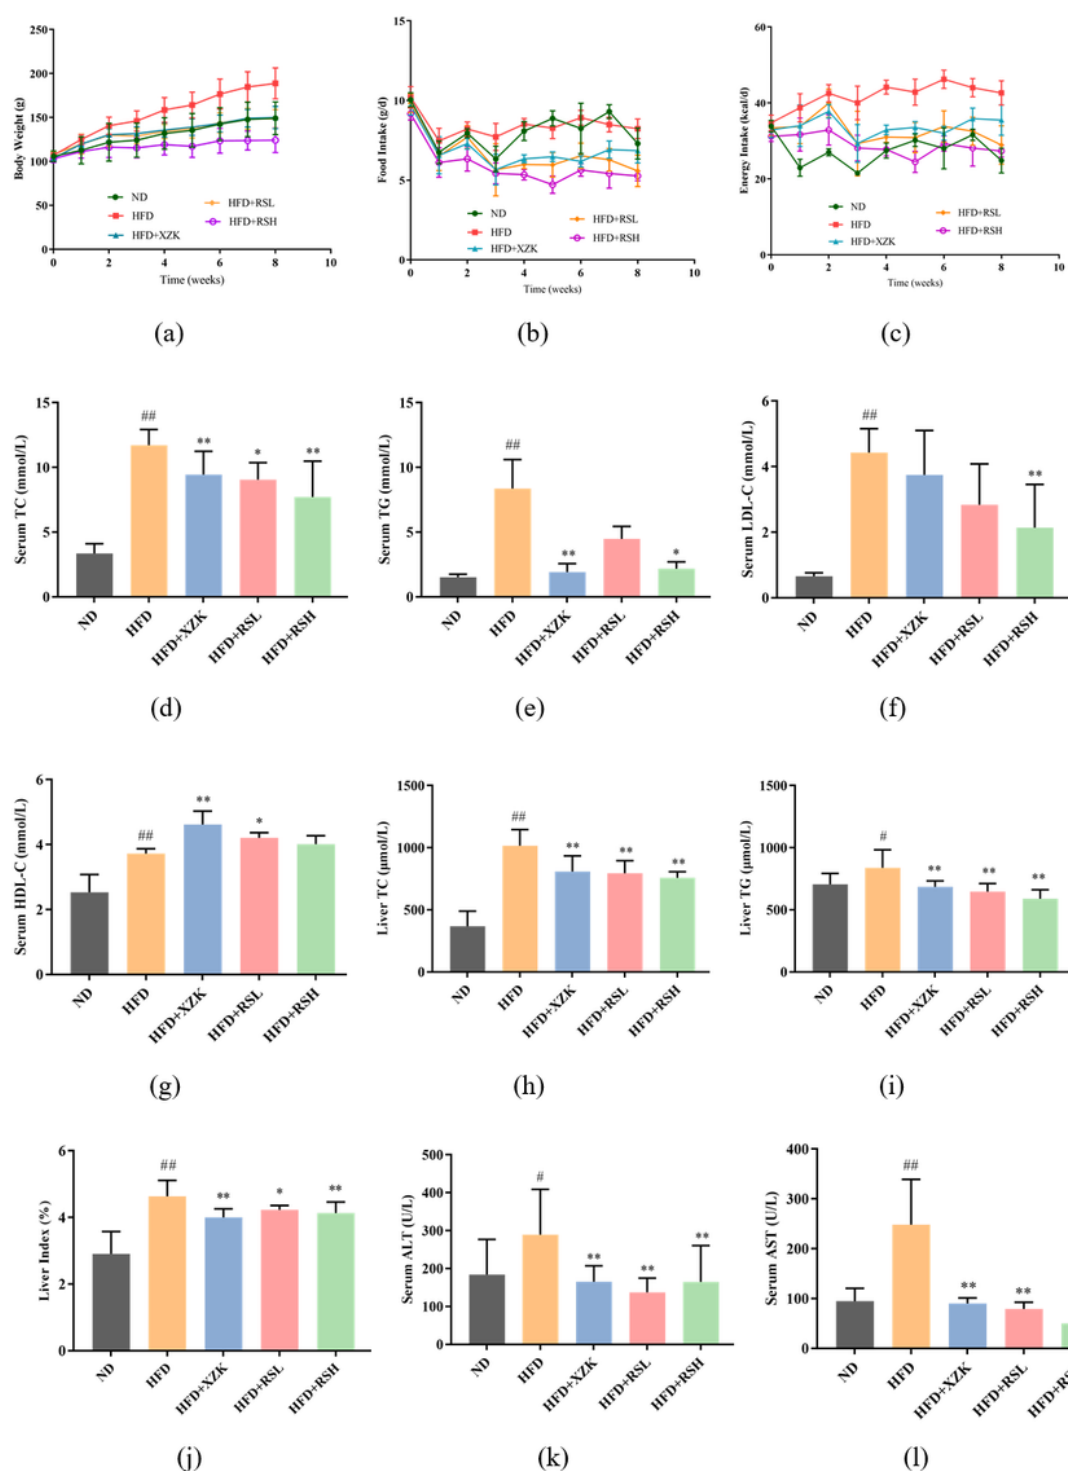 250
200
150
100
50
0
Body Weight (g)
ND
HFD
HFD+XZK
HFD+RSL
HFD+RSH
0 2 4 6 8 10
Time (weeks)
(a)
15
10
5
0
Food Intake (g/d)
ND
HFD
HFD+XZK
HFD+RSL
HFD+RSH
0 2 4 6 8 10
Time (weeks)
(b)
60
40
20
0
Energy Intake (kcal/d)
ND
HFD
HFD+XZK
HFD+RSL
HFD+RSH
0 2 4 6 8 10
Time (weeks)
(c)
15
10
5
0
Serum TC (mmol/L)
## ** * **
ND HFD HFD+XZK HFD+RSL HFD+RSH
(d)
15
10
5
0
Serum TG (mmol/L)
## ** *
ND HFD HFD+XZK HFD+RSL HFD+RSH
(e)
6
4
2
0
Serum LDL-C (mmol/L)
## **
ND HFD HFD+XZK HFD+RSL HFD+RSH
(f)
6
4
2
0
Serum HDL-C (mmol/L)
## ** *
ND HFD HFD+XZK HFD+RSL HFD+RSH
(g)
1500
1000
500
0
Liver TC (μmol/L)
## ** ** **
ND HFD HFD+XZK HFD+RSL HFD+RSH
(h)
1500
1000
500
0
Liver TG (μmol/L)
# ** ** **
ND HFD HFD+XZK HFD+RSL HFD+RSH
(i)
6
4
2
0
Liver Index (%)
## ** * **
ND HFD HFD+XZK HFD+RSL HFD+RSH
(j)
500
400
300
200
100
0
Serum ALT (U/L)
# ** ** **
ND HFD HFD+XZK HFD+RSL HFD+RSH
(k)
400
300
200
100
0
Serum AST (U/L)
## ** **
ND HFD HFD+XZK HFD+RSL
(l)